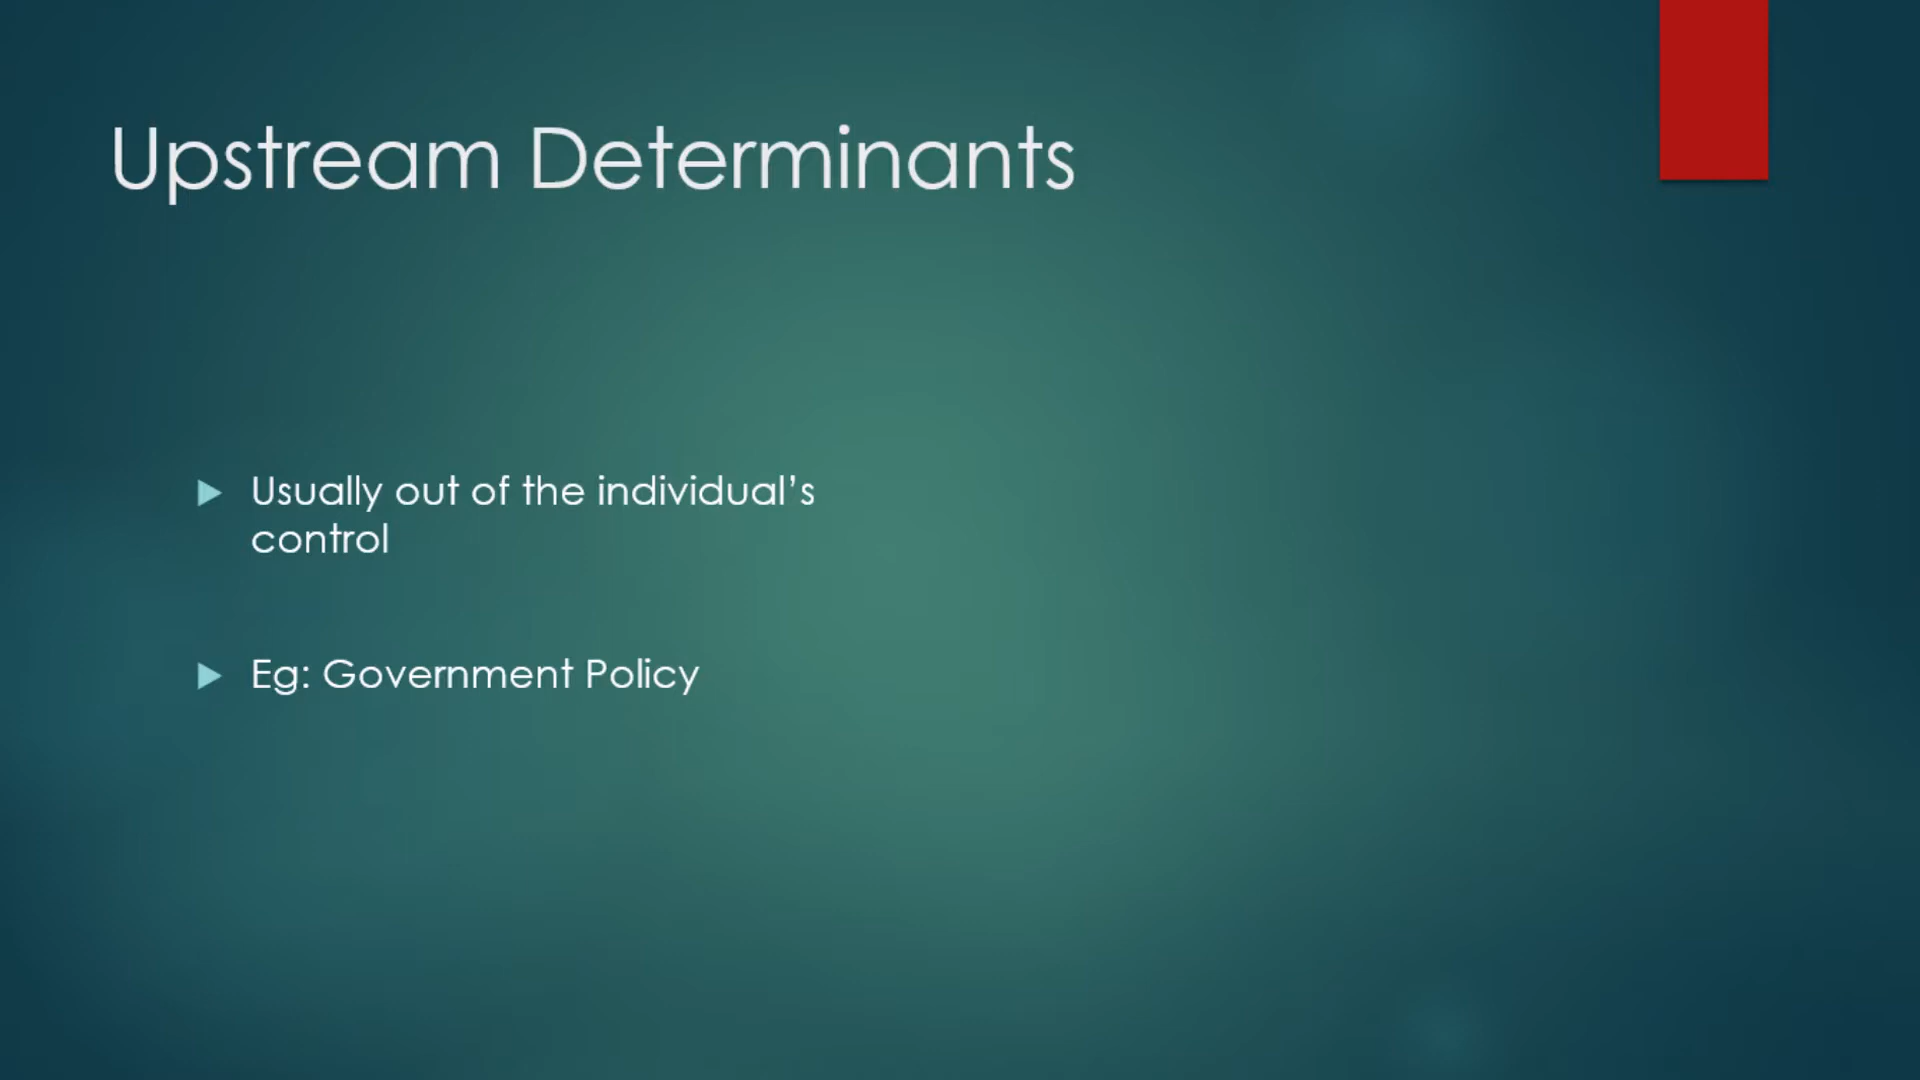 Upstream Determinants
Usually out of the individual’s
control
Eg: Government Policy